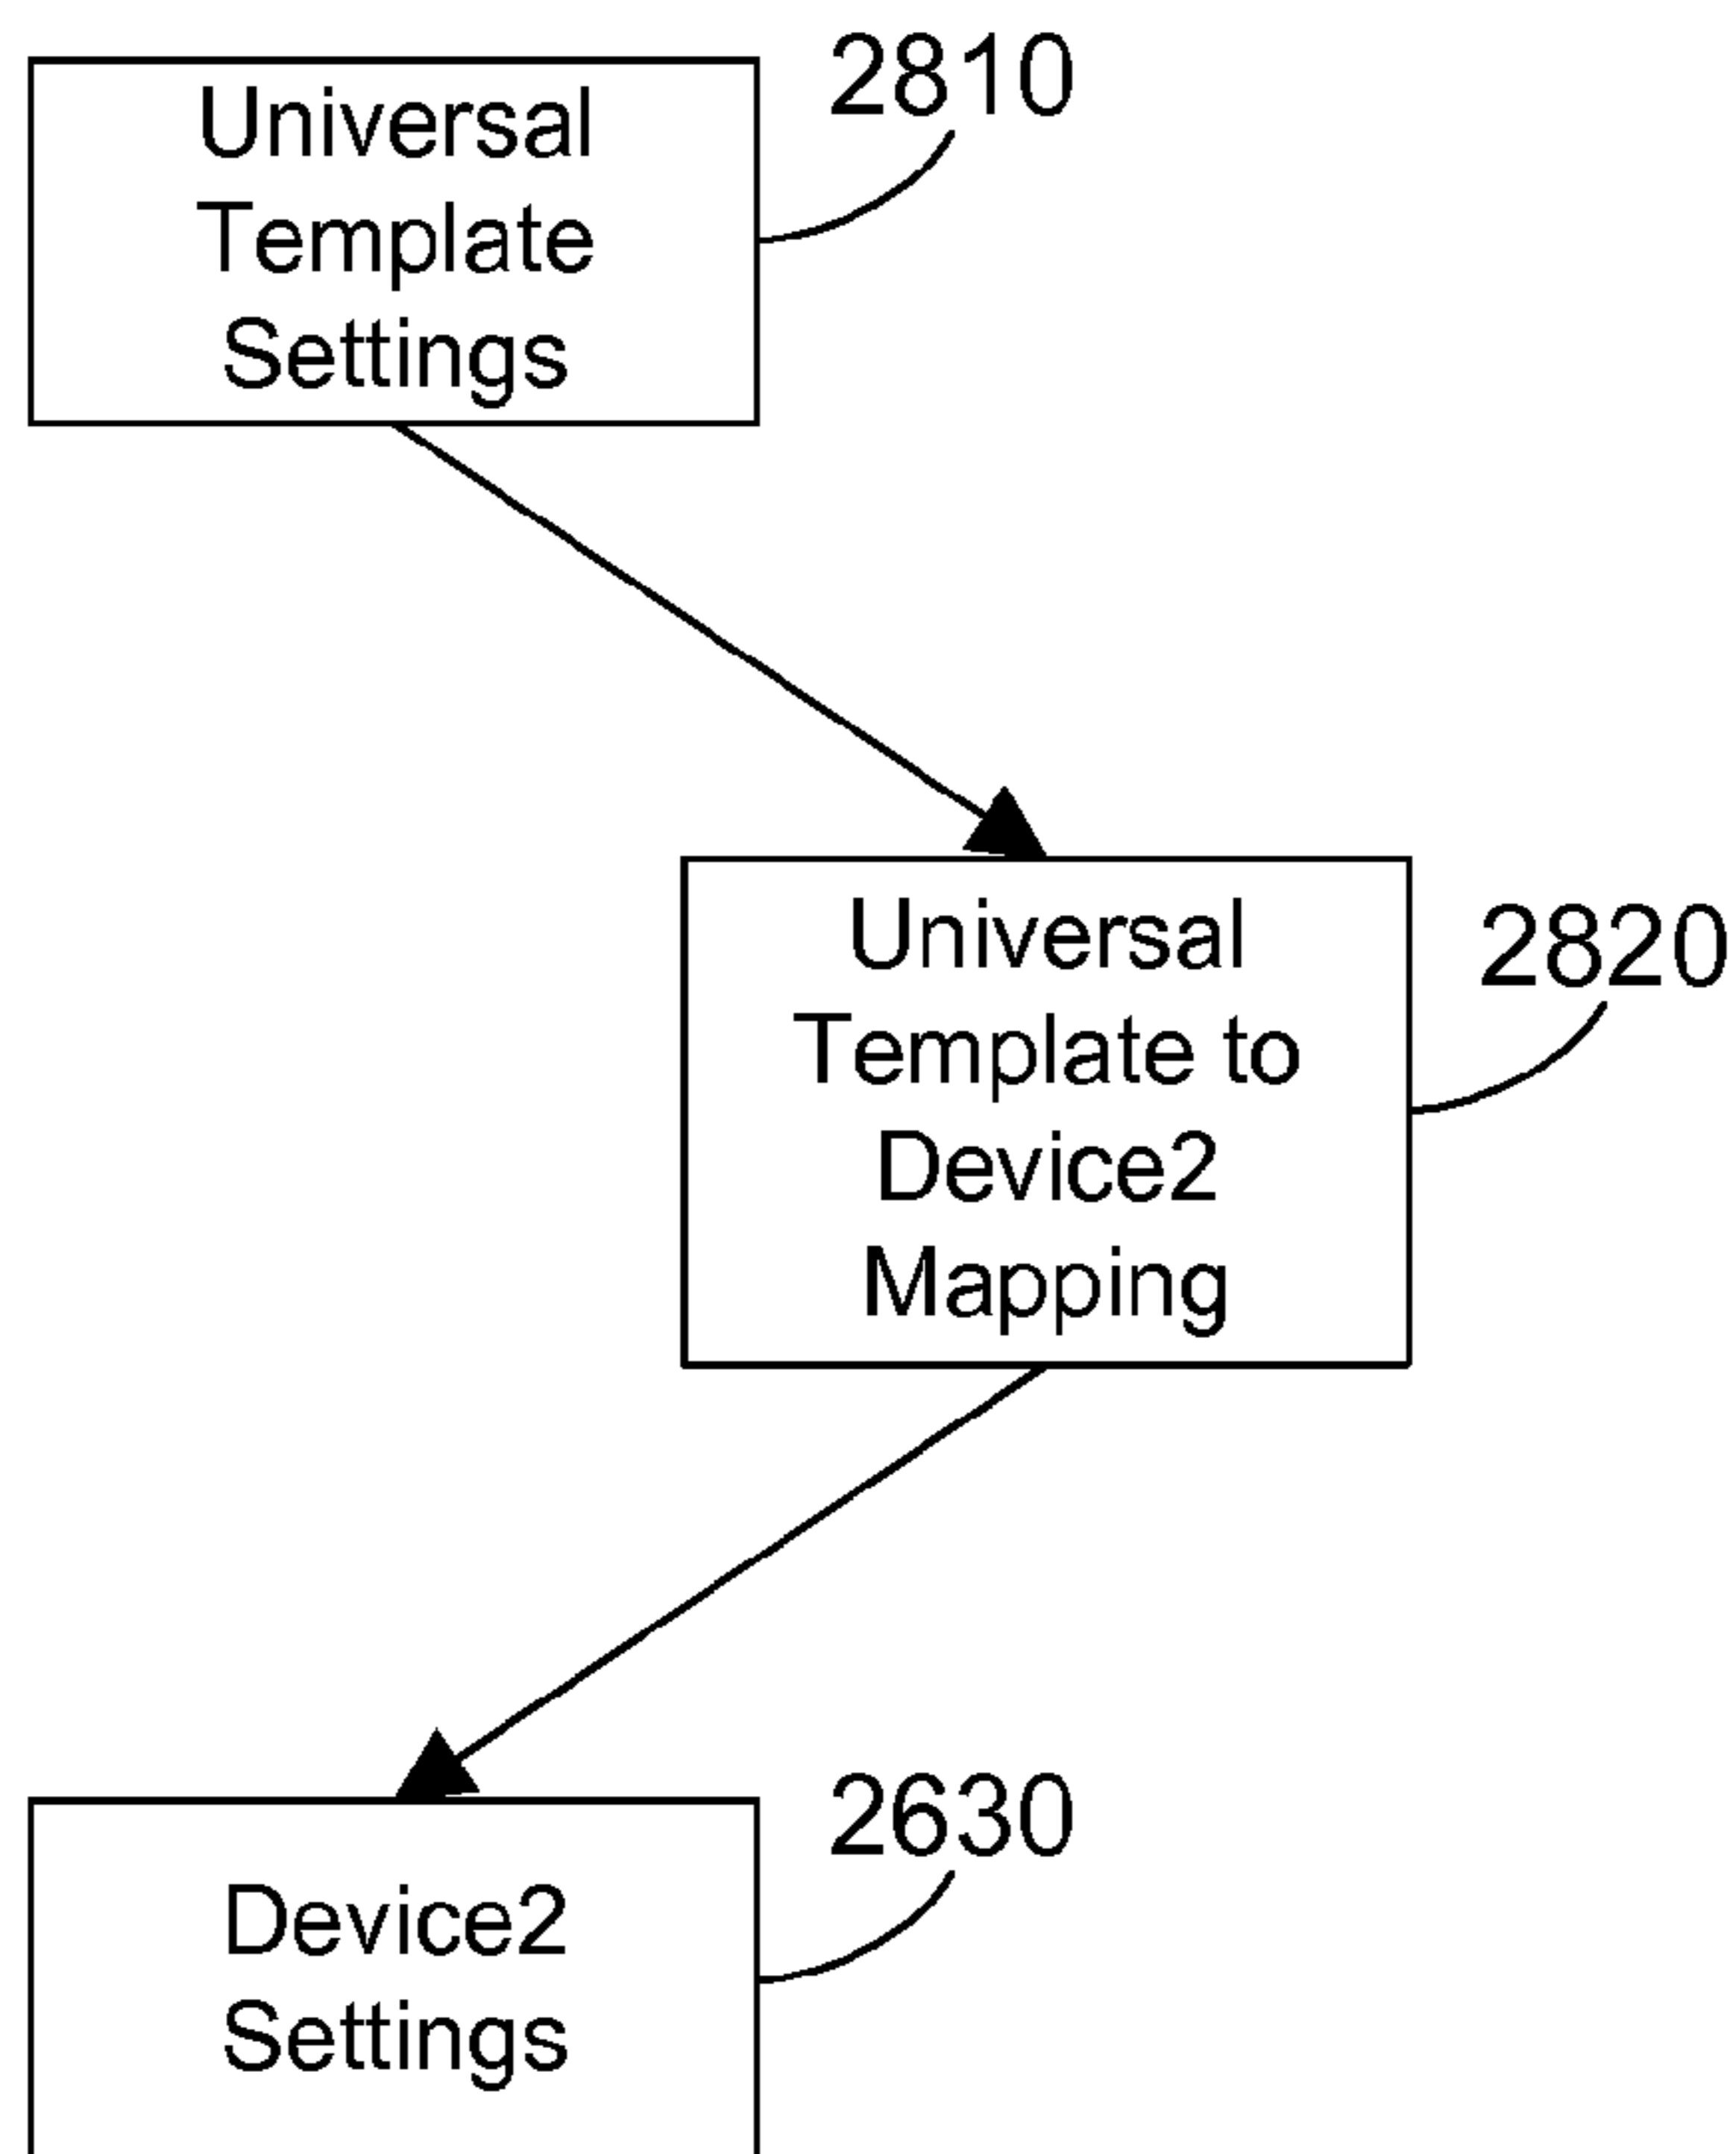 2810
Universal
Template
Settings
Universal
Template to
Device2
Mapping
2820
2630
Device2
Settings